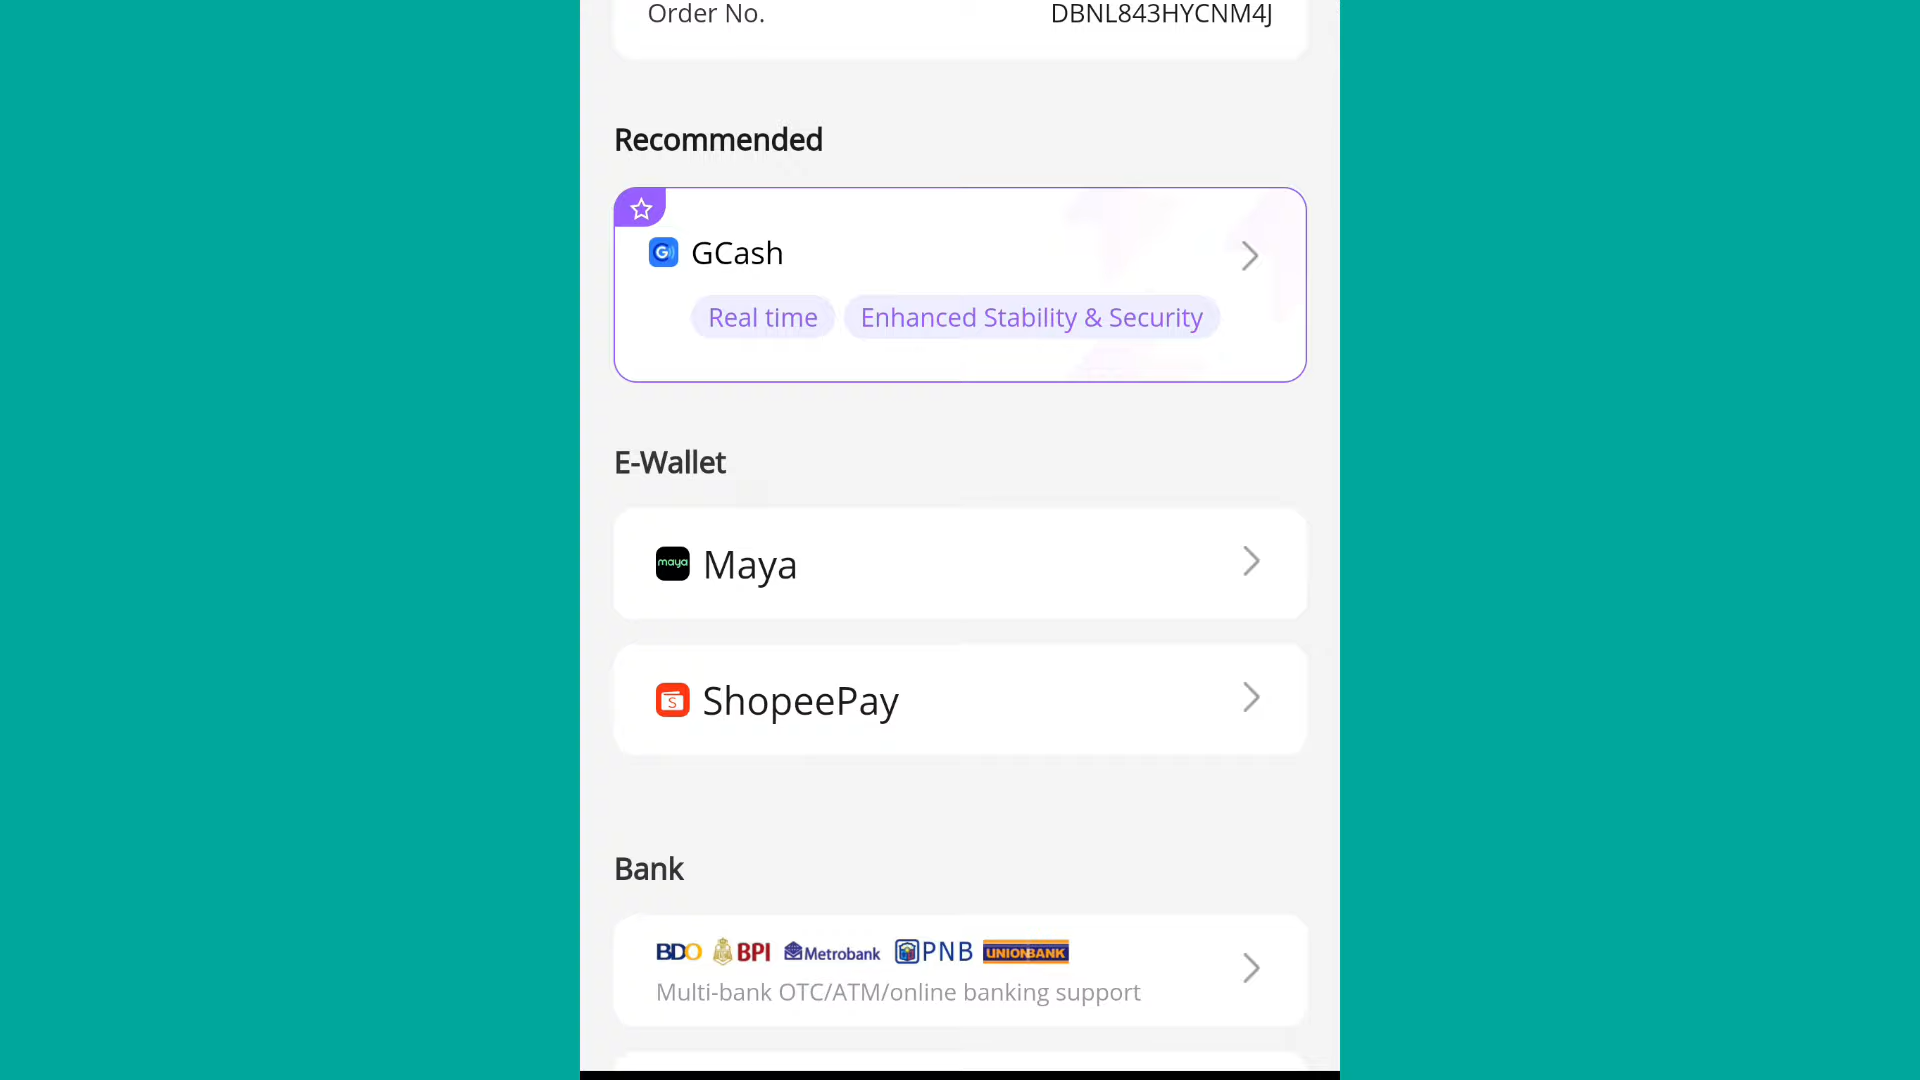 Order No. DBNL843HYCNM4J
Recommended
GCash
Real time Enhanced Stability & Security
E-Wallet
maya Maya
S ShopeePay
Bank
BDO BPI Metrobank PNB UNIONBANK
Multi-bank OTC/ATM/online banking support